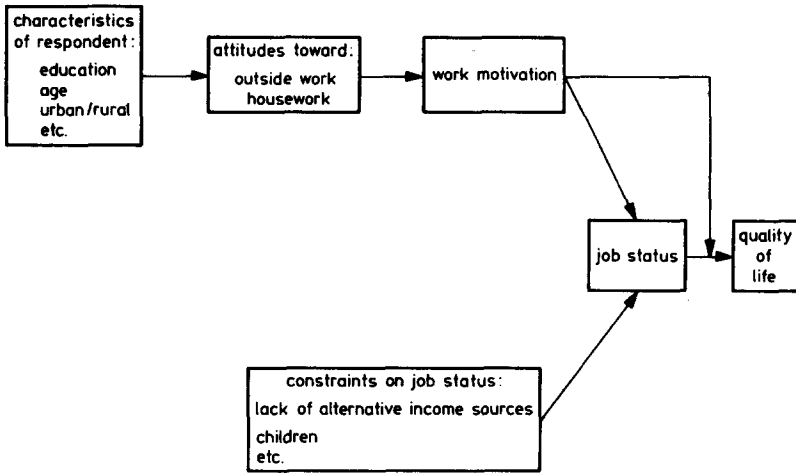 characteristics
of respondent:
education
age
urban/rural
etc.
attitudes toward:
outside work
housework
work motivation
job status
quality
of
life
constraints on job status:
lack of alternative income sources
children
etc.